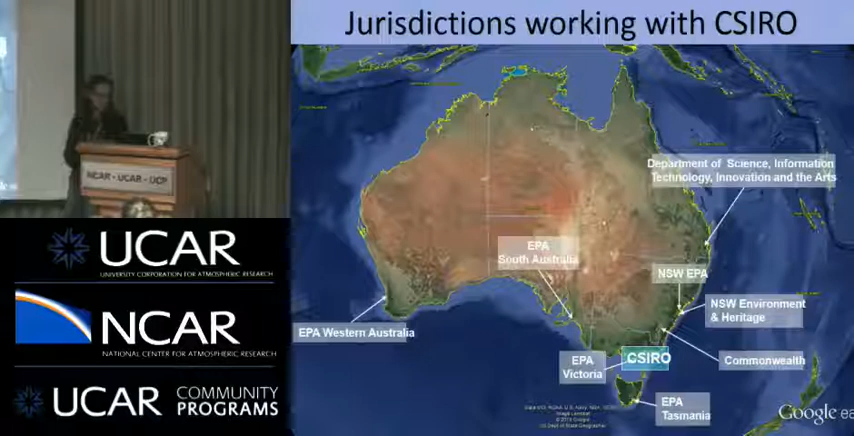 Jurisdictions working with CSIRO
Department of Science, Information
Technology, Innovation and the Arts
EPA
South Australia
NSW EPA
NSW Environment
& Heritage
EPA Western Australia
EPA
Victoria
CSIRO
Commonwealth
EPA
Tasmania
Google ea
NCAR - UCAR - UCP
UCAR
UNIVERSITY CORPORATION FOR ATMOSPHERIC RESEARCH
NCAR
NATIONAL CENTER FOR ATMOSPHERIC RESEARCH
UCAR
COMMUNITY
PROGRAMS